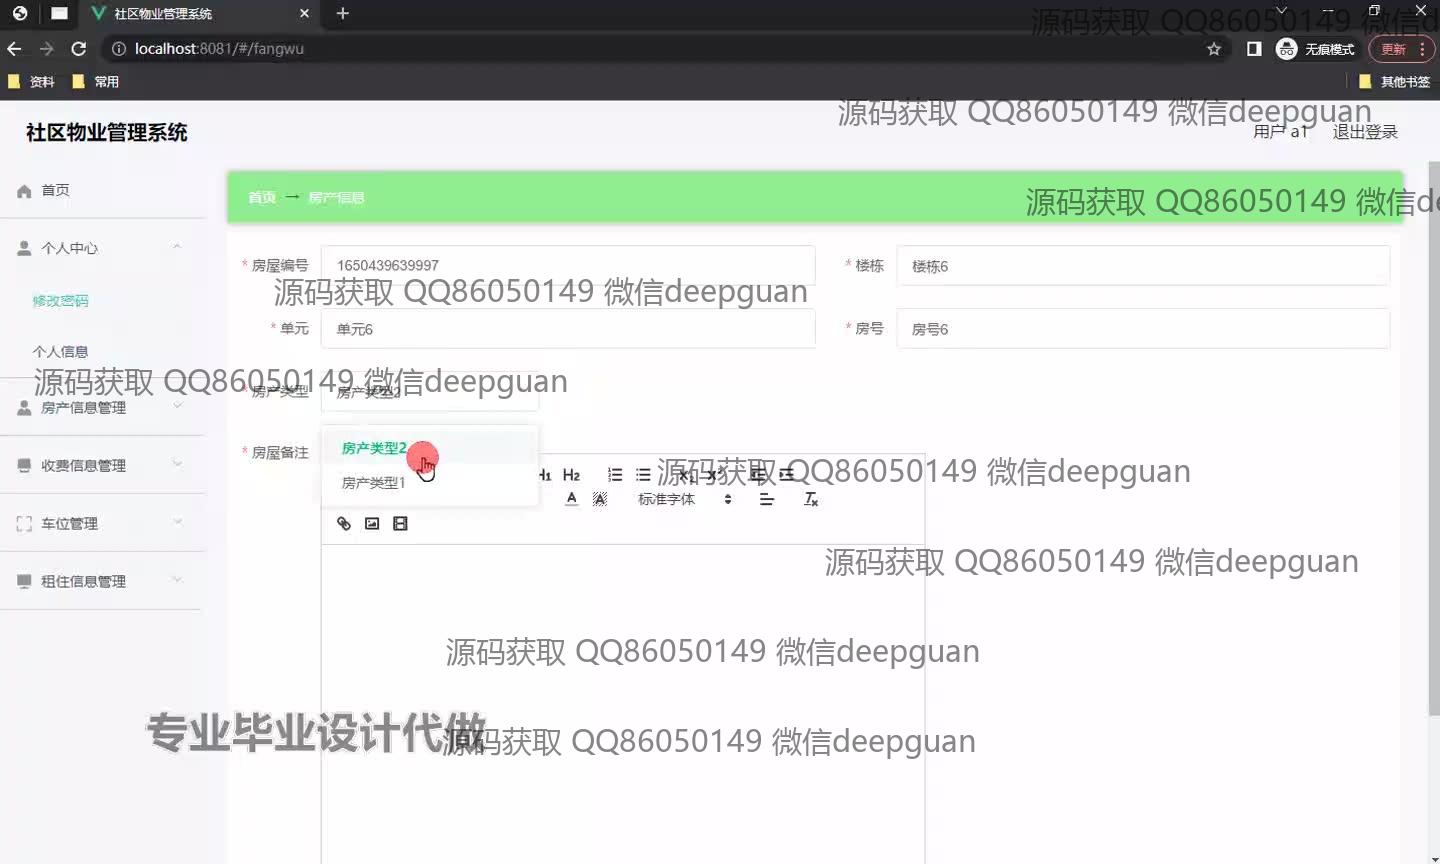 社区物业管理系统
源码获取 QQ86050149 微信d
localhost:8081/#/fangwu
无痕模式
更新
资料
常用
其他书签
源码获取 QQ86050149 微信deepguan
社区物业管理系统
用户 a1
退出登录
首页
首页 → 房产信息
源码获取 QQ86050149 微信de
个人中心
* 房屋编号
1650439639997
* 楼栋
楼栋6
源码获取 QQ86050149 微信deepguan
修改密码
* 单元
单元6
* 房号
房号6
个人信息
源码获取 QQ86050149 微信deepguan
* 房产类型
房产类型2
房产信息管理
* 房屋备注
房产类型2
房产类型1
收费信息管理
H1 H2
源码获取 QQ86050149 微信deepguan
标准字体
车位管理
源码获取 QQ86050149 微信deepguan
租住信息管理
源码获取 QQ86050149 微信deepguan
专业毕业设计代做
源码获取 QQ86050149 微信deepguan